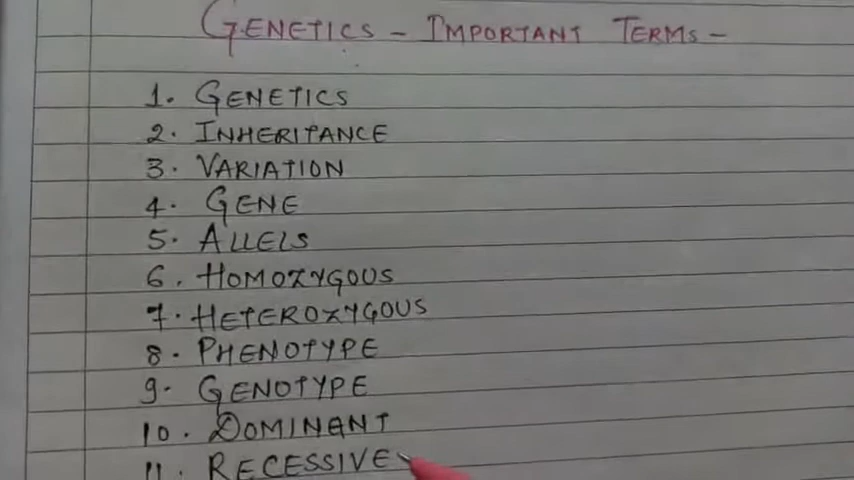 GENETICS - IMPORTANT TERMS -
1. GENETICS
2. INHERITANCE
3. VARIATION
4. GENE
5. ALLELS
6. HOMOZYGOUS
7. HETEROZYGOUS
8. PHENOTYPE
9. GENOTYPE
10. DOMINANT
11. RECESSIVE